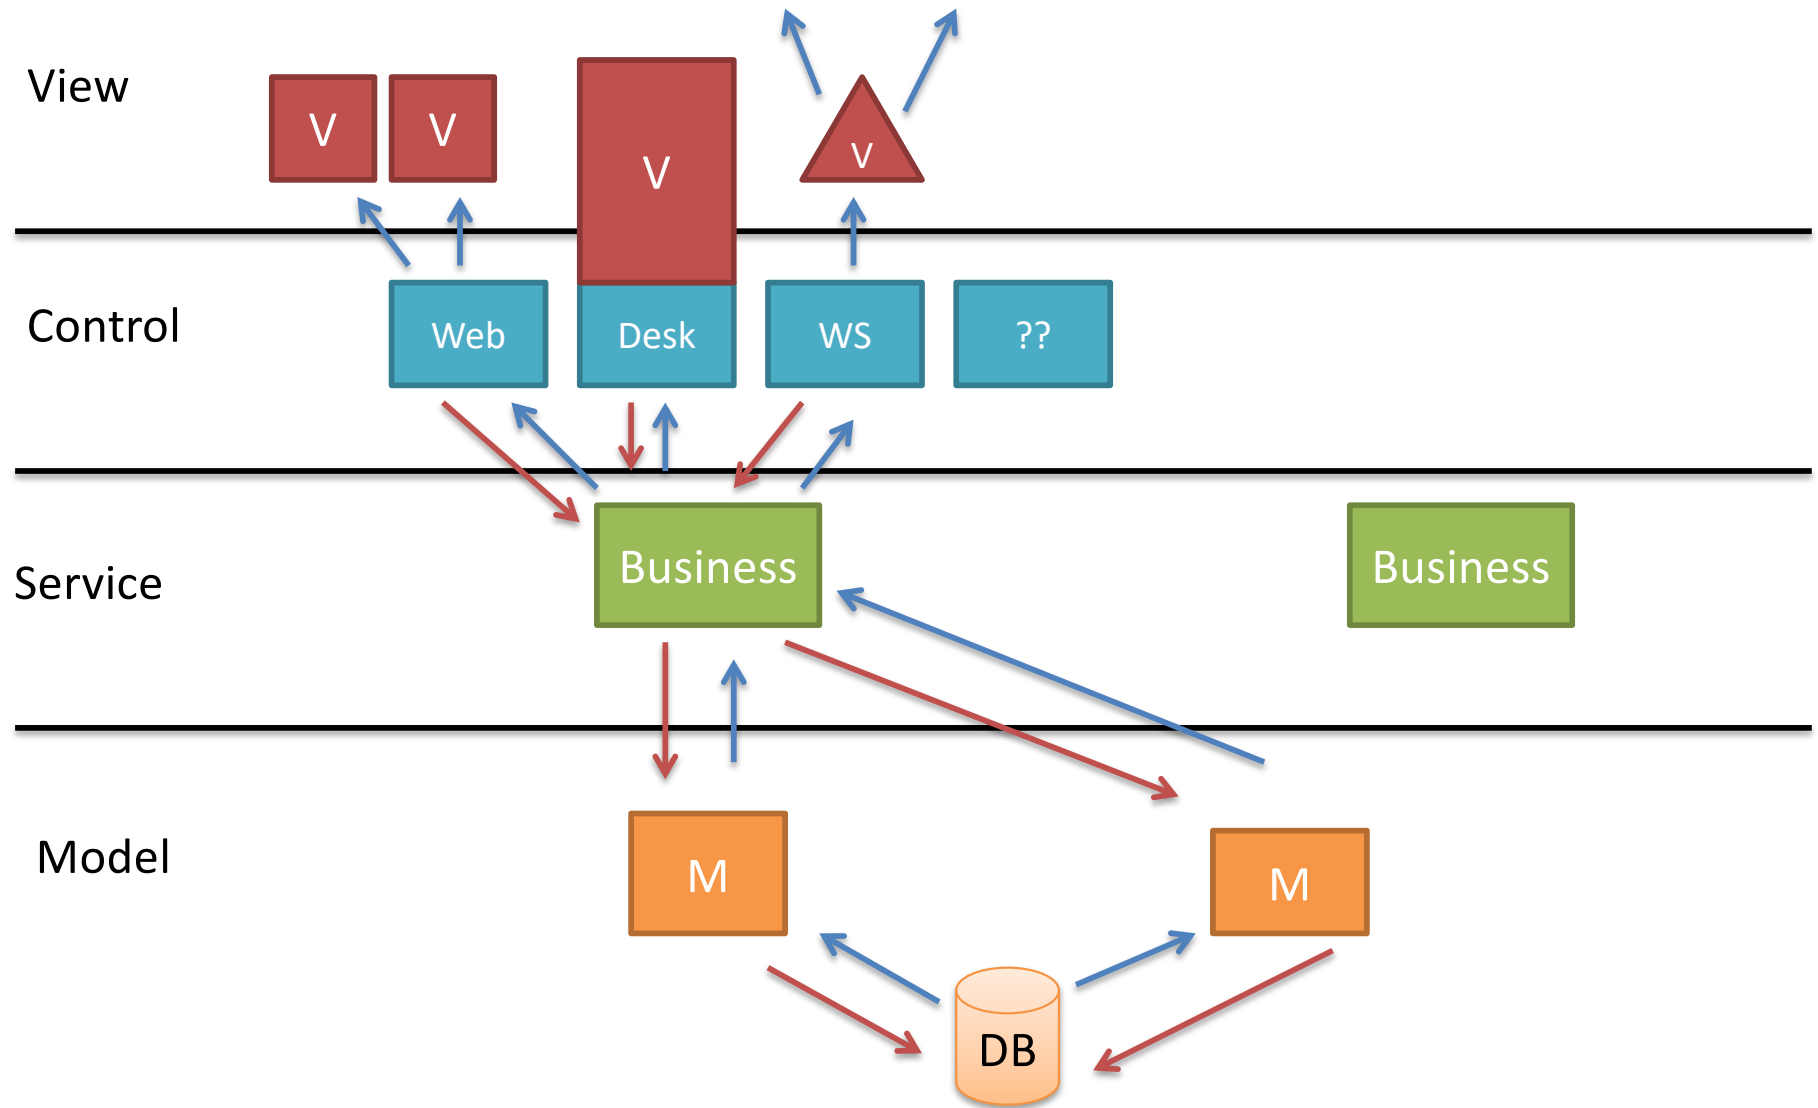 View
V
V
V
V
Control
Web
Desk
WS
??
Service
Business
Business
Model
M
M
DB